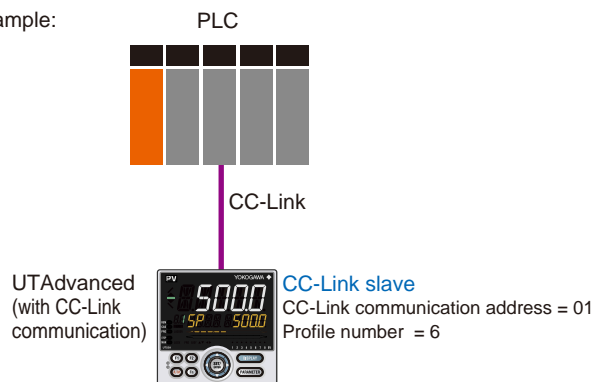 ample:
PLC
CC-Link
UTAdvanced
(with CC-Link
communication)
PV
YOKOGAWA
500.0
SP 500.0
DISPLAY
PARAMETER
CC-Link slave
CC-Link communication address = 01
Profile number = 6